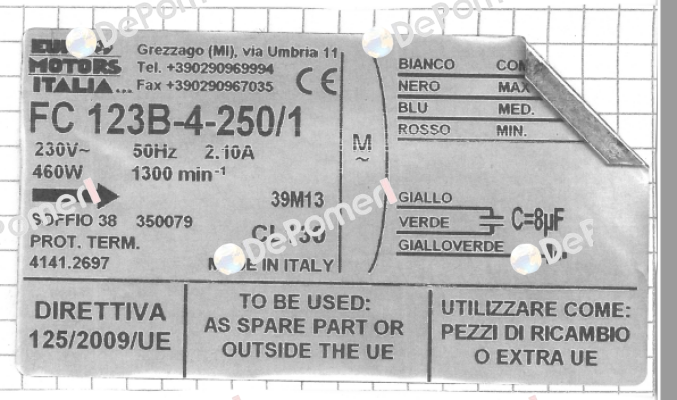 EURO MOTORS ITALIA
Grezzago (MI), via Umbria 11
Tel. +390290969994
Fax +390290967035
CE
FC 123B-4-250/1
230V~ 50Hz 2.10A
460W 1300 min-1
39M13
SOFFIO 38 350079
PROT. TERM.
4141.2697
MADE IN ITALY
M
~
BIANCO
NERO MAX
BLU MED.
ROSSO MIN.
GIALLO
VERDE
GIALLOVERDE
C=8µF
DIRETTIVA
125/2009/UE
TO BE USED:
AS SPARE PART OR
OUTSIDE THE UE
UTILIZZARE COME:
PEZZI DI RICAMBIO
O EXTRA UE
DePomera